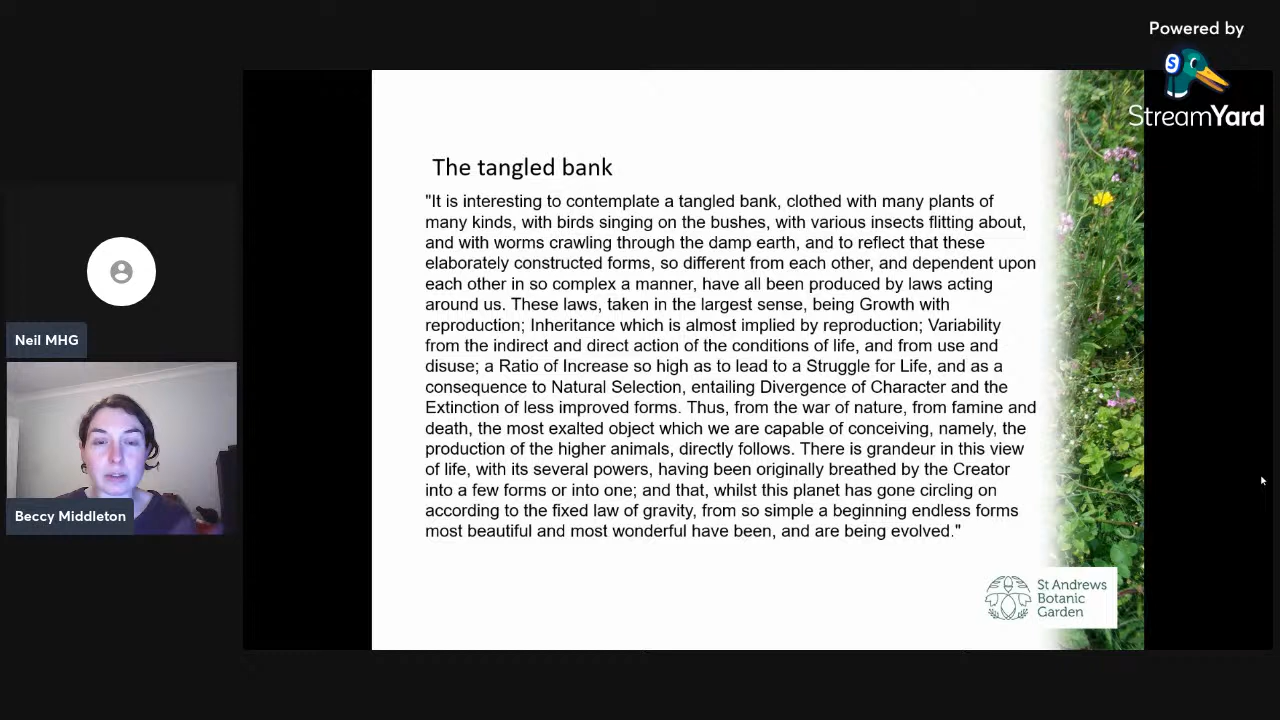 Powered by
S
StreamYard
The tangled bank
"It is interesting to contemplate a tangled bank, clothed with many plants of
many kinds, with birds singing on the bushes, with various insects flitting about,
and with worms crawling through the damp earth, and to reflect that these
elaborately constructed forms, so different from each other, and dependent upon
each other in so complex a manner, have all been produced by laws acting
around us. These laws, taken in the largest sense, being Growth with
reproduction; Inheritance which is almost implied by reproduction; Variability
from the indirect and direct action of the conditions of life, and from use and
disuse; a Ratio of Increase so high as to lead to a Struggle for Life, and as a
consequence to Natural Selection, entailing Divergence of Character and the
Extinction of less improved forms. Thus, from the war of nature, from famine and
death, the most exalted object which we are capable of conceiving, namely, the
production of the higher animals, directly follows. There is grandeur in this view
of life, with its several powers, having been originally breathed by the Creator
into a few forms or into one; and that, whilst this planet has gone circling on
according to the fixed law of gravity, from so simple a beginning endless forms
most beautiful and most wonderful have been, and are being evolved."
Neil MHG
Beccy Middleton
St Andrews
Botanic
Garden